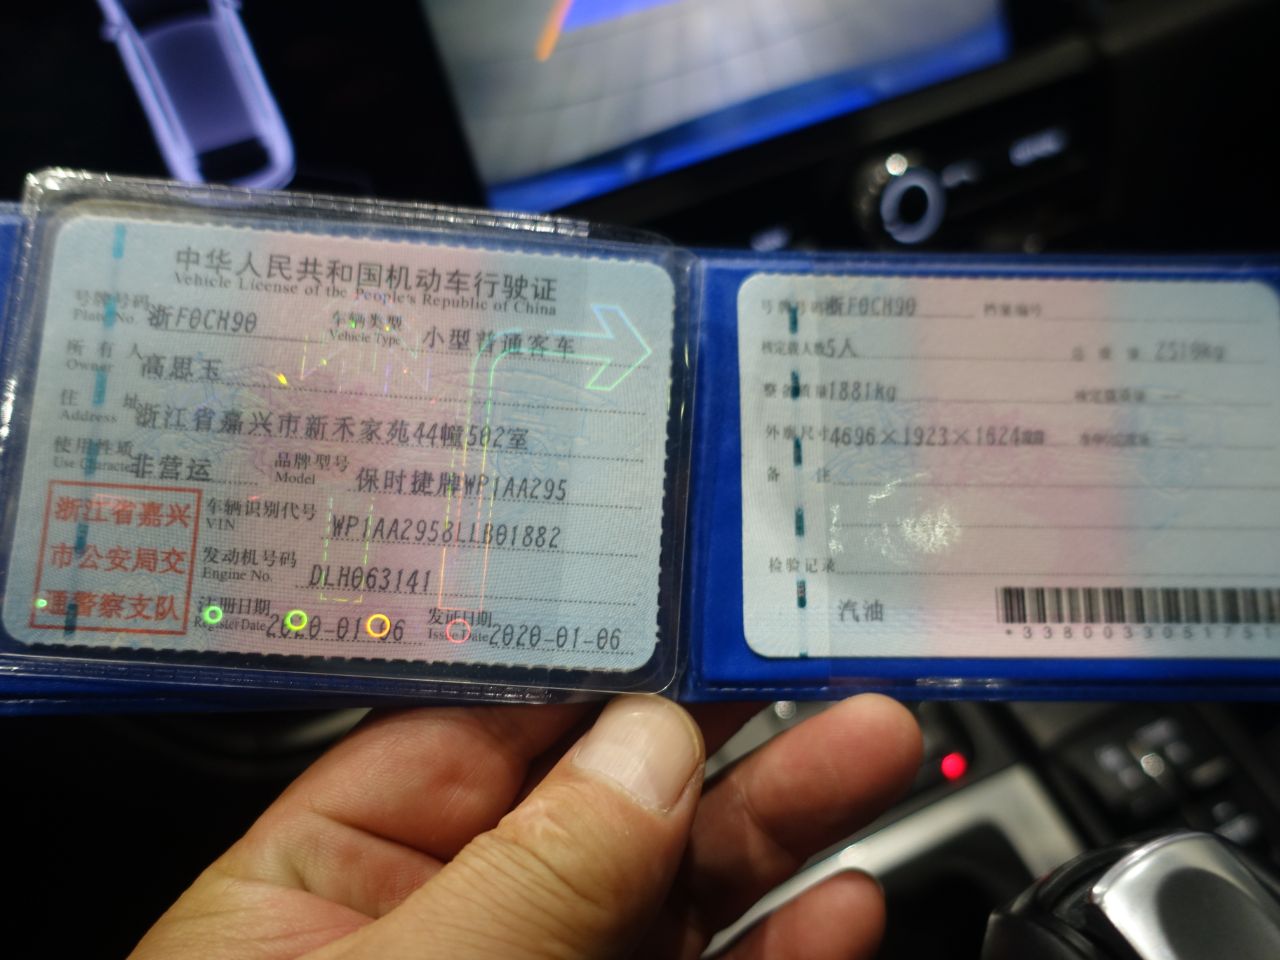 中华人民共和国机动车行驶证
Vehicle License of the People's Republic of China
号牌号码 浙F0CH90 车辆类型 小型普通客车
Plate No. Vehicle Type
所有人 高思玉
Owner
住址 浙江省嘉兴市新禾家苑44幢502室
Address
使用性质 非营运 品牌型号 保时捷牌WP1AA295
Use Character Model
浙江省嘉兴
市公安局交
通警察支队
车辆识别代号 WP1AA2958LLB01882
VIN
发动机号码 DLH063141
Engine No.
注册日期 2020-01-06 发证日期 2020-01-06
Register Date Issue Date
号牌号码 浙F0CH90 档案编号
核定载人数 5人 总质量 2510kg
整备质量 1881kg 核定载质量 --
外廓尺寸 4696×1923×1624mm --
备注
检验记录
汽油
*3380033051751